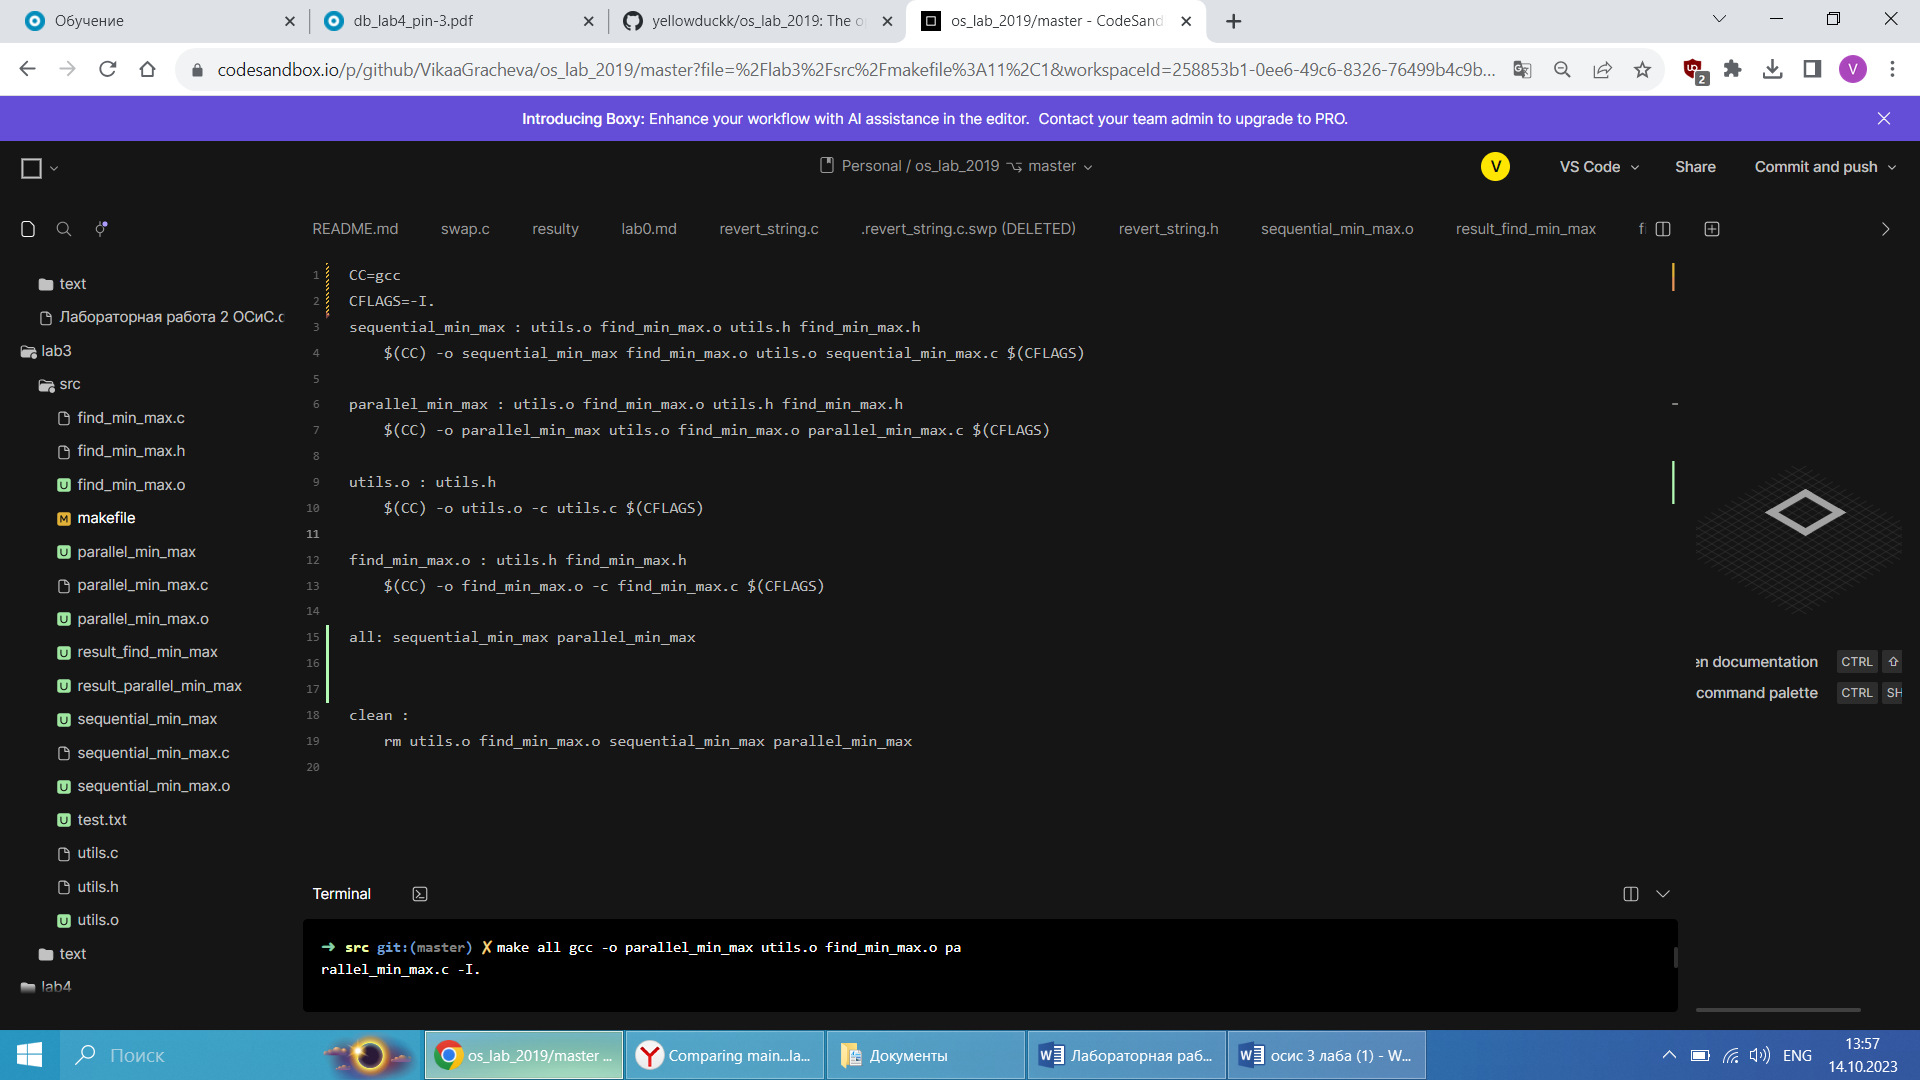 Обучение
db_lab4_pin-3.pdf
yellowduckk/os_lab_2019: The o
os_lab_2019/master - CodeSand
codesandbox.io/p/github/VikaaGracheva/os_lab_2019/master?file=%2Flab3%2Fsrc%2Fmakefile%3A11%2C1&workspaceId=258853b1-0ee6-49c6-8326-76499b4c9b...
2
V
Introducing Boxy: Enhance your workflow with AI assistance in the editor. Contact your team admin to upgrade to PRO.
Personal / os_lab_2019 master
V
VS Code
Share
Commit and push
README.md
swap.c
resulty
lab0.md
revert_string.c
.revert_string.c.swp (DELETED)
revert_string.h
sequential_min_max.o
result_find_min_max
fi
text
Лабораторная работа 2 ОСиС.
lab3
src
find_min_max.c
find_min_max.h
U find_min_max.o
M makefile
U parallel_min_max
parallel_min_max.c
U parallel_min_max.o
U result_find_min_max
U result_parallel_min_max
U sequential_min_max
sequential_min_max.c
U sequential_min_max.o
U test.txt
utils.c
utils.h
U utils.o
text
lab4
1 CC=gcc
2 CFLAGS=-I.
3 sequential_min_max : utils.o find_min_max.o utils.h find_min_max.h
4 $(CC) -o sequential_min_max find_min_max.o utils.o sequential_min_max.c $(CFLAGS)
5
6 parallel_min_max : utils.o find_min_max.o utils.h find_min_max.h
7 $(CC) -o parallel_min_max utils.o find_min_max.o parallel_min_max.c $(CFLAGS)
8
9 utils.o : utils.h
10 $(CC) -o utils.o -c utils.c $(CFLAGS)
11
12 find_min_max.o : utils.h find_min_max.h
13 $(CC) -o find_min_max.o -c find_min_max.c $(CFLAGS)
14
15 all: sequential_min_max parallel_min_max
16
17
18 clean :
19 rm utils.o find_min_max.o sequential_min_max parallel_min_max
20
en documentation CTRL ⇧
command palette CTRL SH
Terminal
➜ src git:(master) ✗ make all gcc -o parallel_min_max utils.o find_min_max.o pa
rallel_min_max.c -I.
Поиск
os_lab_2019/master ...
Comparing main...la...
Документы
Лабораторная раб...
осис 3 лаба (1) - W...
ENG
13:57
14.10.2023